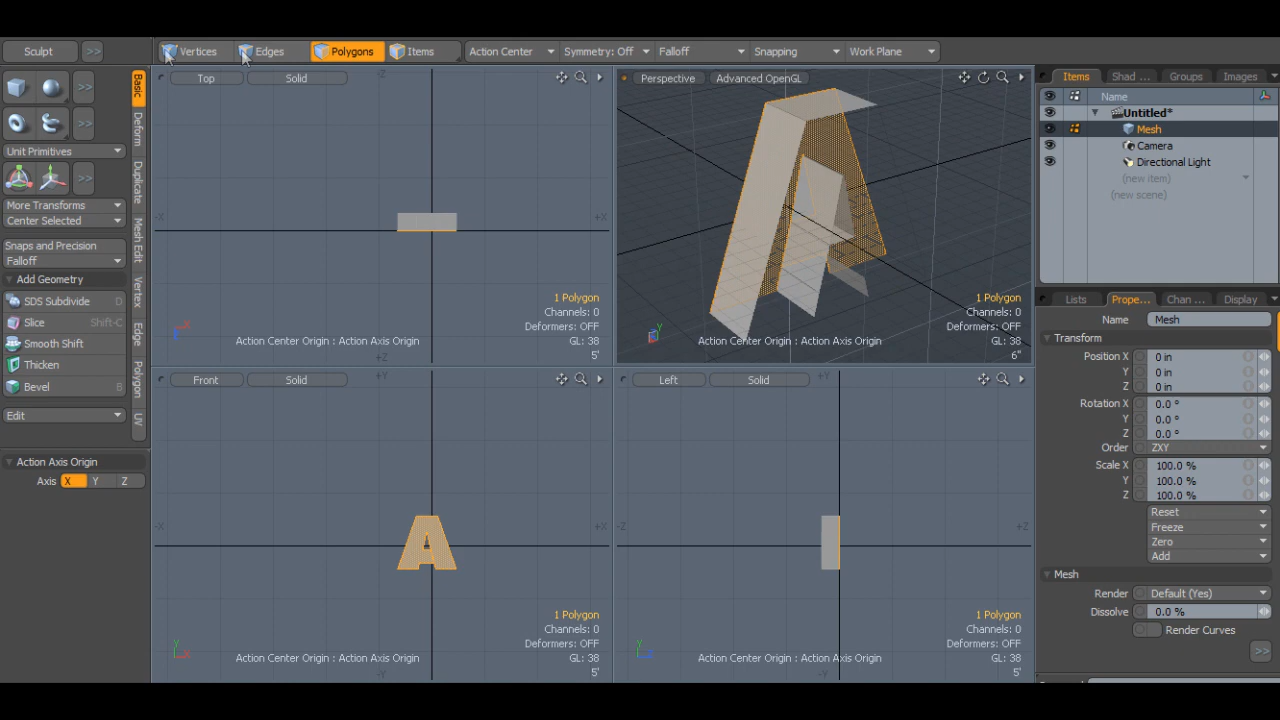 Sculpt
>>
Vertices
Edges
Polygons
Items
Action Center
Symmetry: Off
Falloff
Snapping
Work Plane
>>
>>
Unit Primitives
>>
More Transforms
Center Selected
Snaps and Precision
Falloff
Add Geometry
SDS Subdivide D
Slice Shift-C
Smooth Shift
Thicken
Bevel B
Edit
Action Axis Origin
Axis X Y Z
Basic
Deform
Duplicate
Mesh Edit
Vertex
Edge
Polygon
UV
Top
Solid
-Z
-X
+X
+Z
1 Polygon
Channels: 0
Deformers: OFF
GL: 38
Action Center Origin : Action Axis Origin
5'
X
Z
Perspective
Advanced OpenGL
1 Polygon
Channels: 0
Deformers: OFF
GL: 38
Action Center Origin : Action Axis Origin
6"
Y
Front
Solid
+Y
-X
+X
-Y
A
1 Polygon
Channels: 0
Deformers: OFF
GL: 38
Action Center Origin : Action Axis Origin
5'
Y
X
Left
Solid
+Y
-Z
+Z
-Y
1 Polygon
Channels: 0
Deformers: OFF
GL: 38
Action Center Origin : Action Axis Origin
5'
Y
Z
Items
Shad ...
Groups
Images
Name
Untitled*
Mesh
Camera
Directional Light
(new item)
(new scene)
Lists
Prope...
Chan ...
Display
Name Mesh
Transform
Position X 0 in
Y 0 in
Z 0 in
Rotation X 0.0 °
Y 0.0 °
Z 0.0 °
Order ZXY
Scale X 100.0 %
Y 100.0 %
Z 100.0 %
Reset
Freeze
Zero
Add
Mesh
Render Default (Yes)
Dissolve 0.0 %
Render Curves
>>